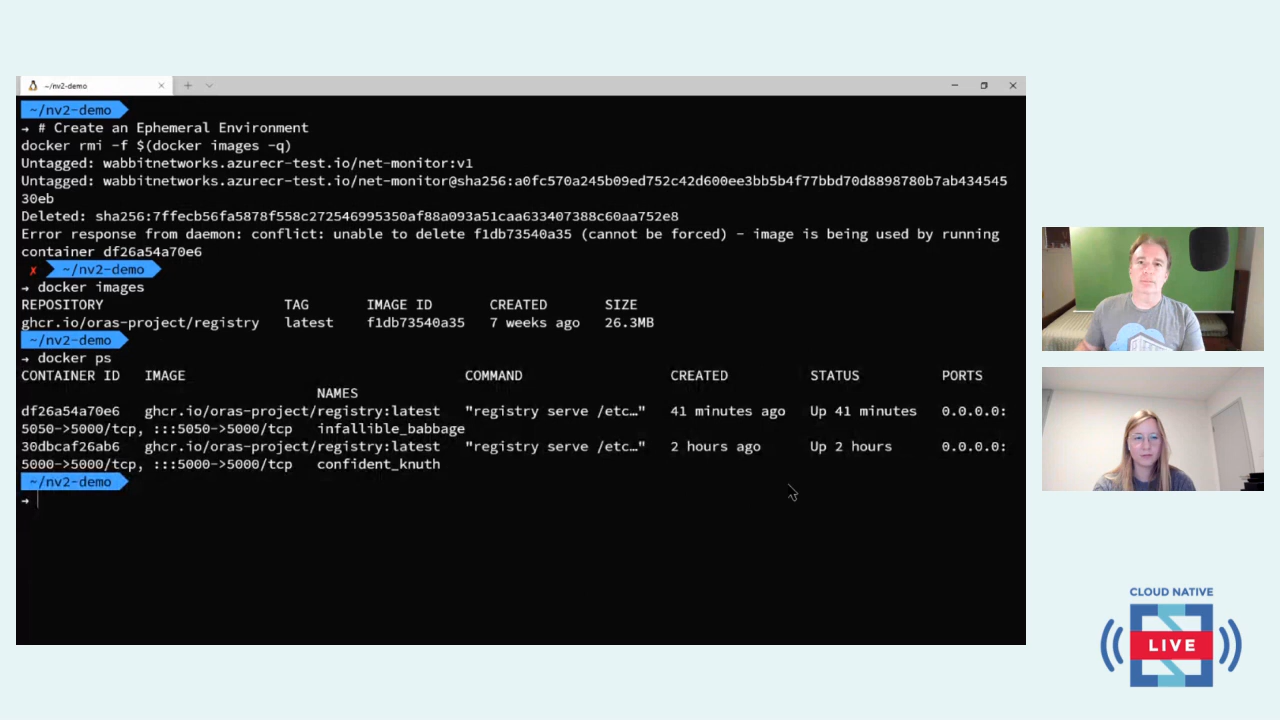 ~/nv2-demo
~/nv2-demo
→ # Create an Ephemeral Environment
docker rmi -f $(docker images -q)
Untagged: wabbitnetworks.azurecr-test.io/net-monitor:v1
Untagged: wabbitnetworks.azurecr-test.io/net-monitor@sha256:a0fc570a245b09ed752c42d600ee3bb5b4f77bbd70d8898780b7ab434545
30eb
Deleted: sha256:7ffecb56fa5878f558c272546995350af88a093a51caa633407388c60aa752e8
Error response from daemon: conflict: unable to delete f1db73540a35 (cannot be forced) - image is being used by running
container df26a54a70e6
✗ ~/nv2-demo
→ docker images
REPOSITORY TAG IMAGE ID CREATED SIZE
ghcr.io/oras-project/registry latest f1db73540a35 7 weeks ago 26.3MB
~/nv2-demo
→ docker ps
CONTAINER ID IMAGE COMMAND CREATED STATUS PORTS
NAMES
df26a54a70e6 ghcr.io/oras-project/registry:latest "registry serve /etc…" 41 minutes ago Up 41 minutes 0.0.0.0:
5050->5000/tcp, :::5050->5000/tcp infallible_babbage
30dbcaf26ab6 ghcr.io/oras-project/registry:latest "registry serve /etc…" 2 hours ago Up 2 hours 0.0.0.0:
5000->5000/tcp, :::5000->5000/tcp confident_knuth
~/nv2-demo
→
CLOUD NATIVE
LIVE